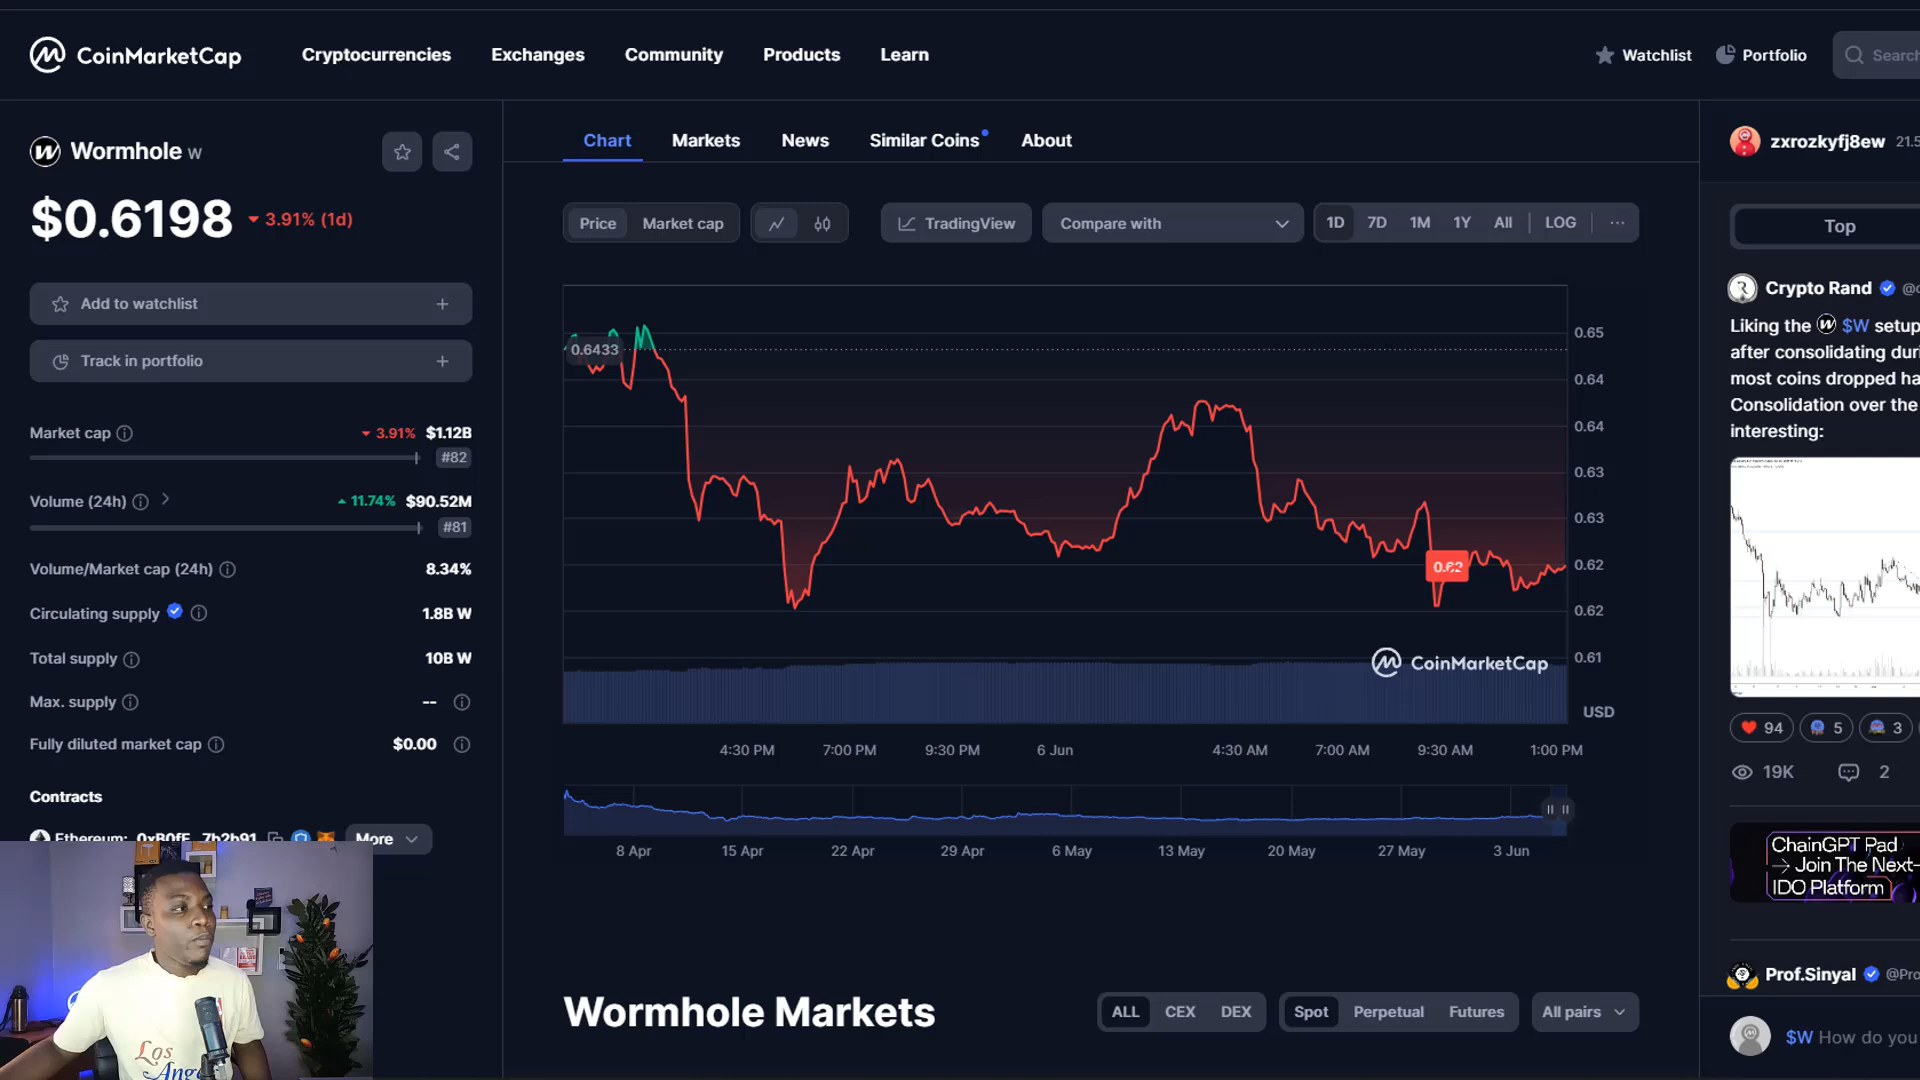 CoinMarketCap
Cryptocurrencies Exchanges Community Products Learn
Watchlist Portfolio Search
Wormhole W
$0.6198 3.91% (1d)
Add to watchlist
Track in portfolio
Market cap 3.91% $1.12B
#82
Volume (24h) 11.74% $90.52M
#81
Volume/Market cap (24h) 8.34%
Circulating supply 1.8B W
Total supply 10B W
Max. supply --
Fully diluted market cap $0.00
Contracts
Ethereum: 0xB0fF...7b2b91 More
Los
Ange
Chart Markets News Similar Coins About
Price Market cap TradingView Compare with 1D 7D 1M 1Y All LOG ...
0.6433
0.65
0.64
0.64
0.63
0.63
0.62
0.62
0.62
0.61
CoinMarketCap
USD
4:30 PM 7:00 PM 9:30 PM 6 Jun 4:30 AM 7:00 AM 9:30 AM 1:00 PM
8 Apr 15 Apr 22 Apr 29 Apr 6 May 13 May 20 May 27 May 3 Jun
Wormhole Markets
ALL CEX DEX Spot Perpetual Futures All pairs
zxrozkyfj8ew 21.5
Top
Crypto Rand @c
Liking the $W setup
after consolidating duri
most coins dropped ha
Consolidation over the
interesting:
94 5 3
19K 2
ChainGPT Pad
→ Join The Next-
IDO Platform
Prof.Sinyal @Pro
$W How do you